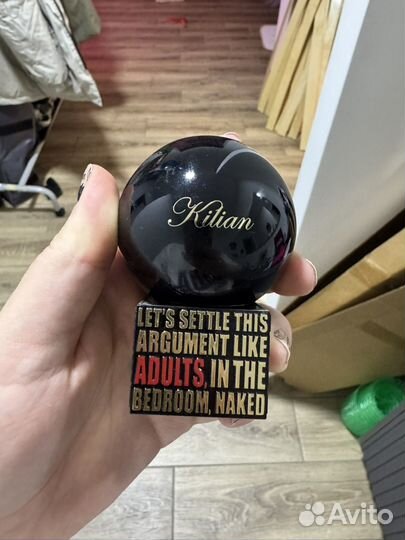 Kilian
LET'S SETTLE THIS
ARGUMENT LIKE
ADULTS, IN THE
BEDROOM, NAKED
Avito